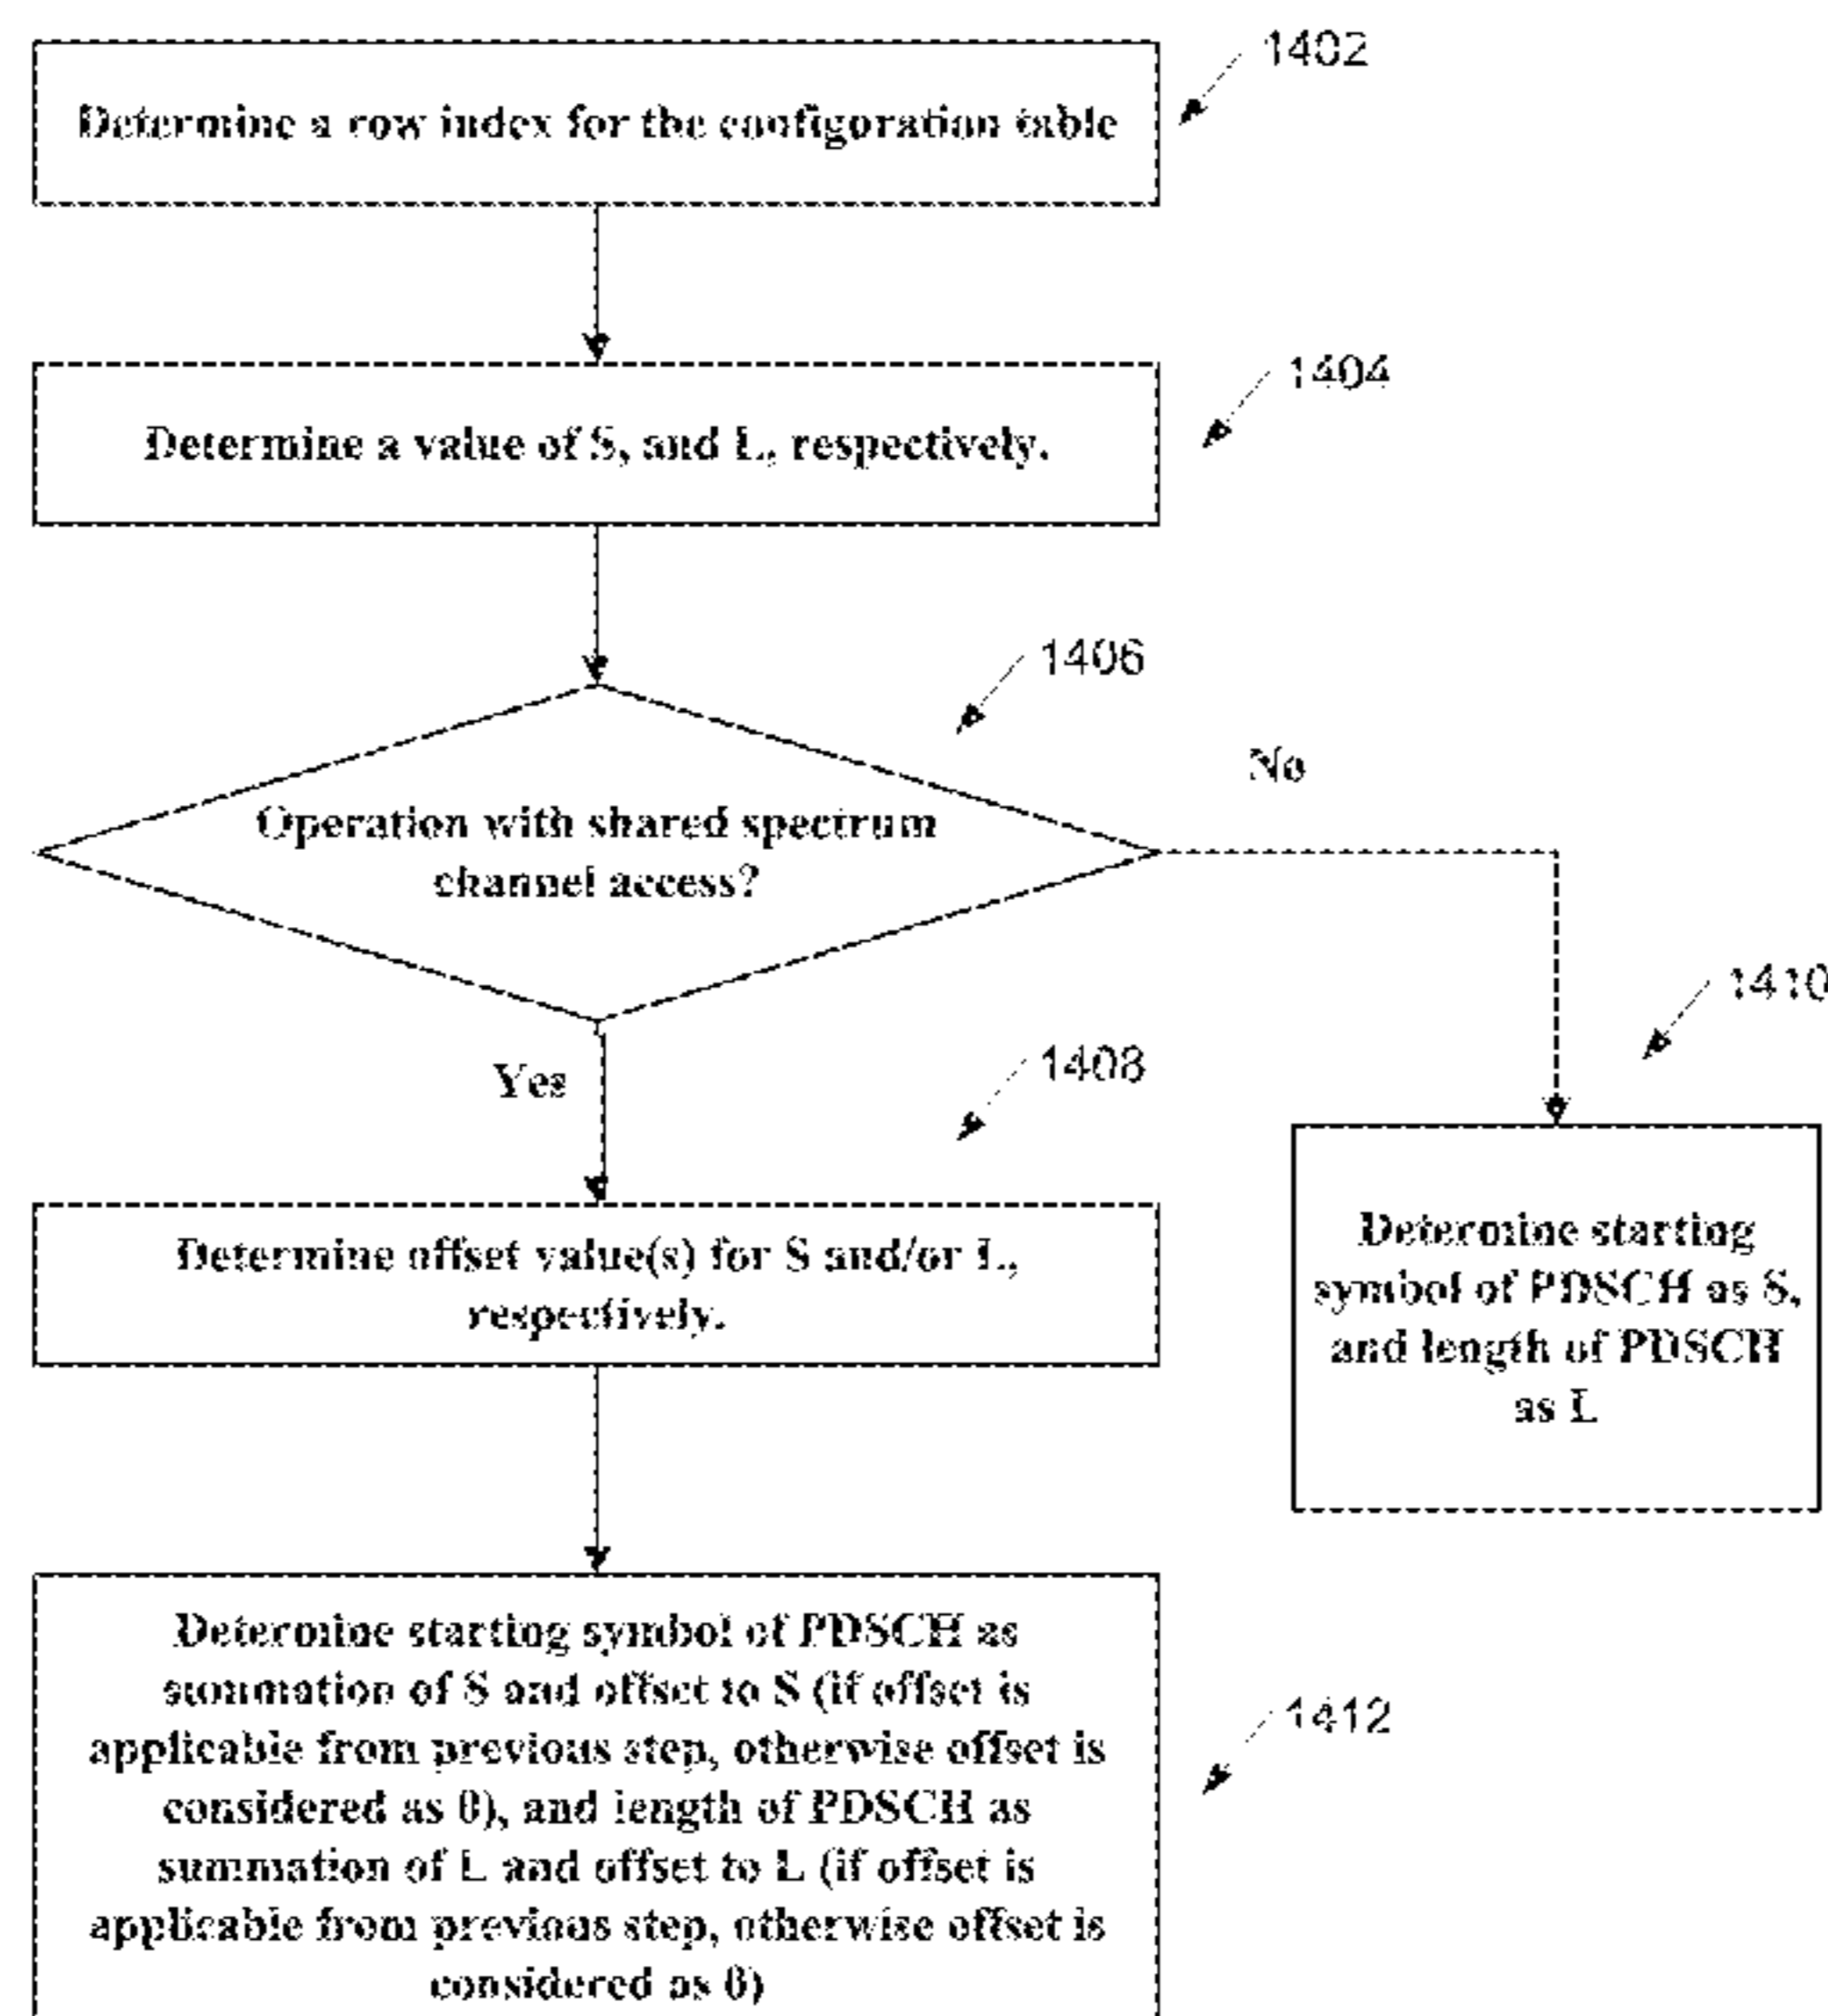 1402
Determine a row index for the configuration table
1404
Determine a value of S, and L, respectively.
1406
No
Operation with shared spectrum
channel access?
1410
Yes
1408
Determine offset value(s) for S and/or L,
respectively.
Determine starting
symbol of PDSCH as S,
and length of PDSCH
as L
Determine starting symbol of PDSCH as
summation of S and offset to S (if offset is
applicable from previous step, otherwise offset is
considered as 0), and length of PDSCH as
summation of L and offset to L (if offset is
applicable from previous step, otherwise offset is
considered as 0)
1412